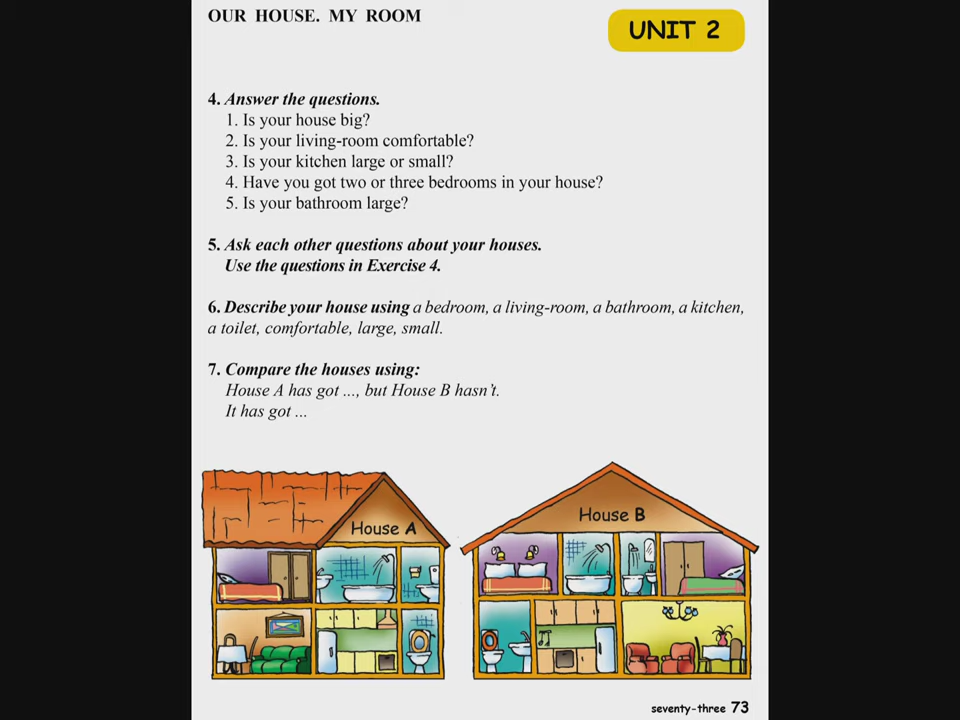 OUR HOUSE. MY ROOM
UNIT 2
4. Answer the questions.
1. Is your house big?
2. Is your living-room comfortable?
3. Is your kitchen large or small?
4. Have you got two or three bedrooms in your house?
5. Is your bathroom large?
5. Ask each other questions about your houses.
Use the questions in Exercise 4.
6. Describe your house using a bedroom, a living-room, a bathroom, a kitchen,
a toilet, comfortable, large, small.
7. Compare the houses using:
House A has got ..., but House B hasn't.
It has got ...
House A
House B
seventy-three 73